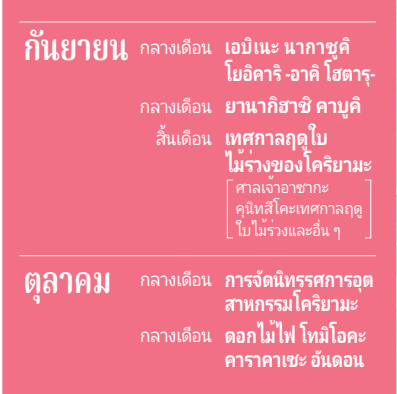 กันยายน กลางเดือน เอบิเนะ นากาซูคิ
โยอิคาริ -อาคิ โฮตารุ-
กลางเดือน ยานากิฮาชิ คาบูคิ
สิ้นเดือน เทศกาลฤดูใบ
ไม้ร่วงของโคริยามะ
ศาลเจ้าอาซากะ
คุนิทสึโคะเทศกาลฤดู
ใบไม้ร่วงและอื่น ๆ
ตุลาคม กลางเดือน การจัดนิทรรศการอุต
สาหกรรมโคริยามะ
กลางเดือน ดอกไม้ไฟ โทมิโอคะ
คาราคาเซะ อันดอน